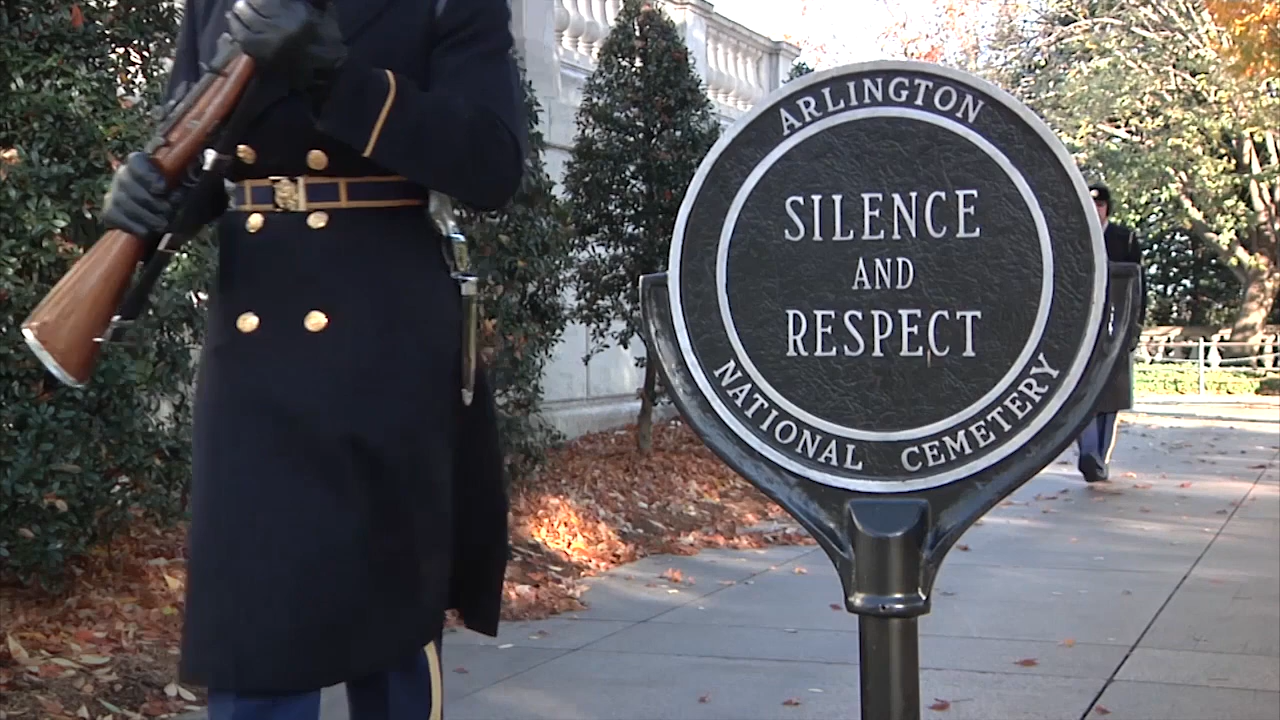 ARLINGTON
SILENCE
AND
RESPECT
NATIONAL CEMETERY